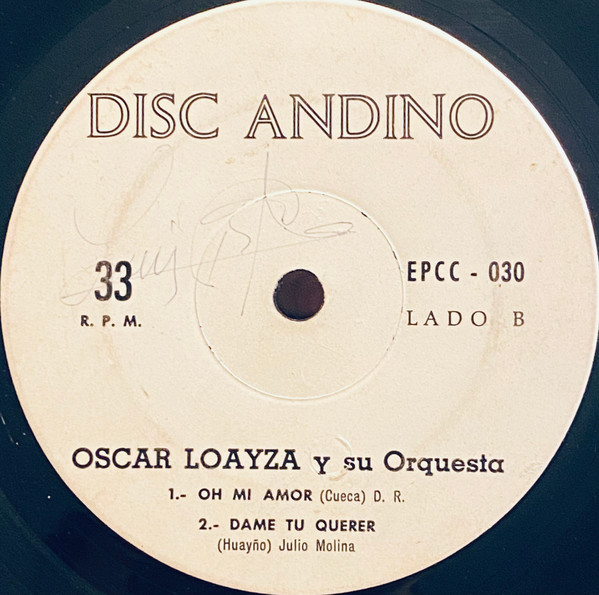 DISC ANDINO
33
R. P. M.
EPCC - 030
LADO B
OSCAR LOAYZA y su Orquesta
1.- OH MI AMOR (Cueca) D. R.
2.- DAME TU QUERER
(Huayño) Julio Molina